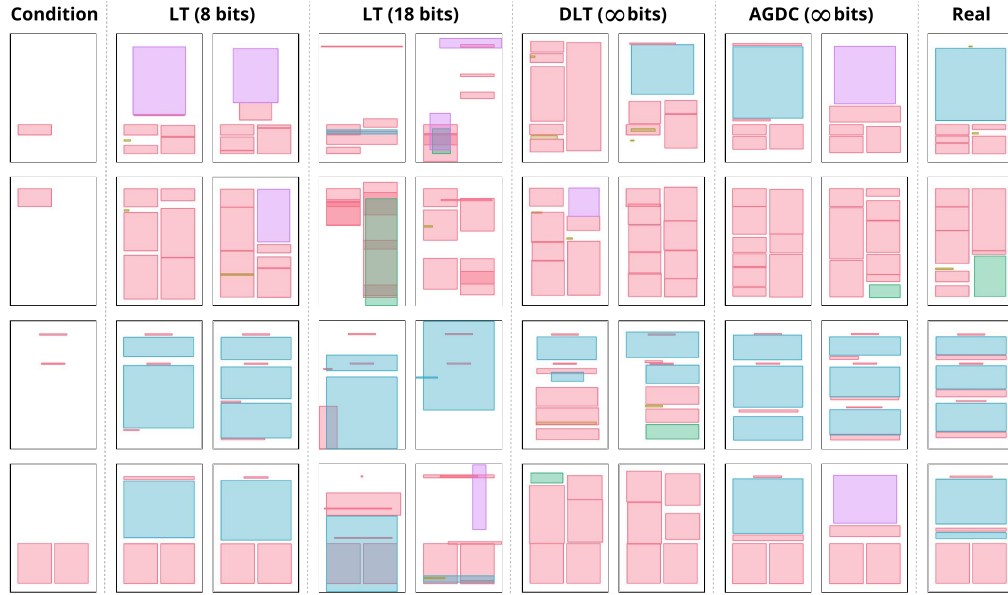 Condition LT (8 bits) LT (18 bits) DLT (∞ bits) AGDC (∞ bits) Real